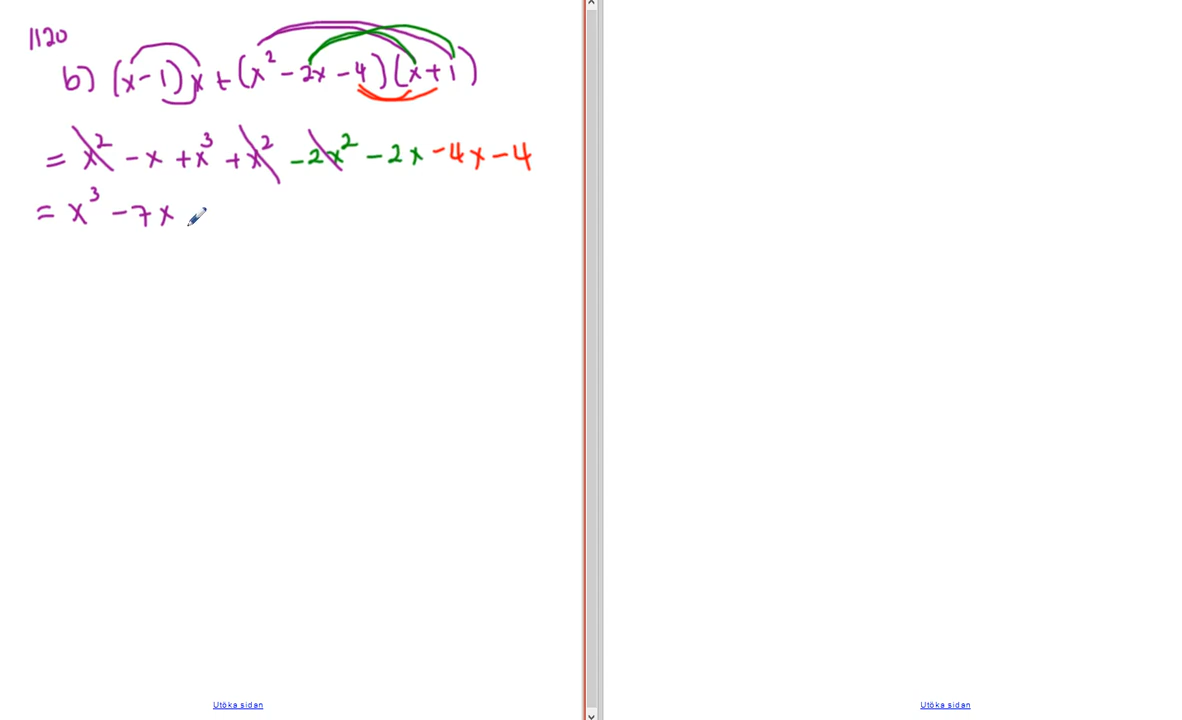 1120
b) (x-1)x + (x² - 2x - 4)(x + 1)
= x² - x + x³ + x² - 2x² - 2x - 4x - 4
= x³ - 7x
Utöka sidan Utöka sidan